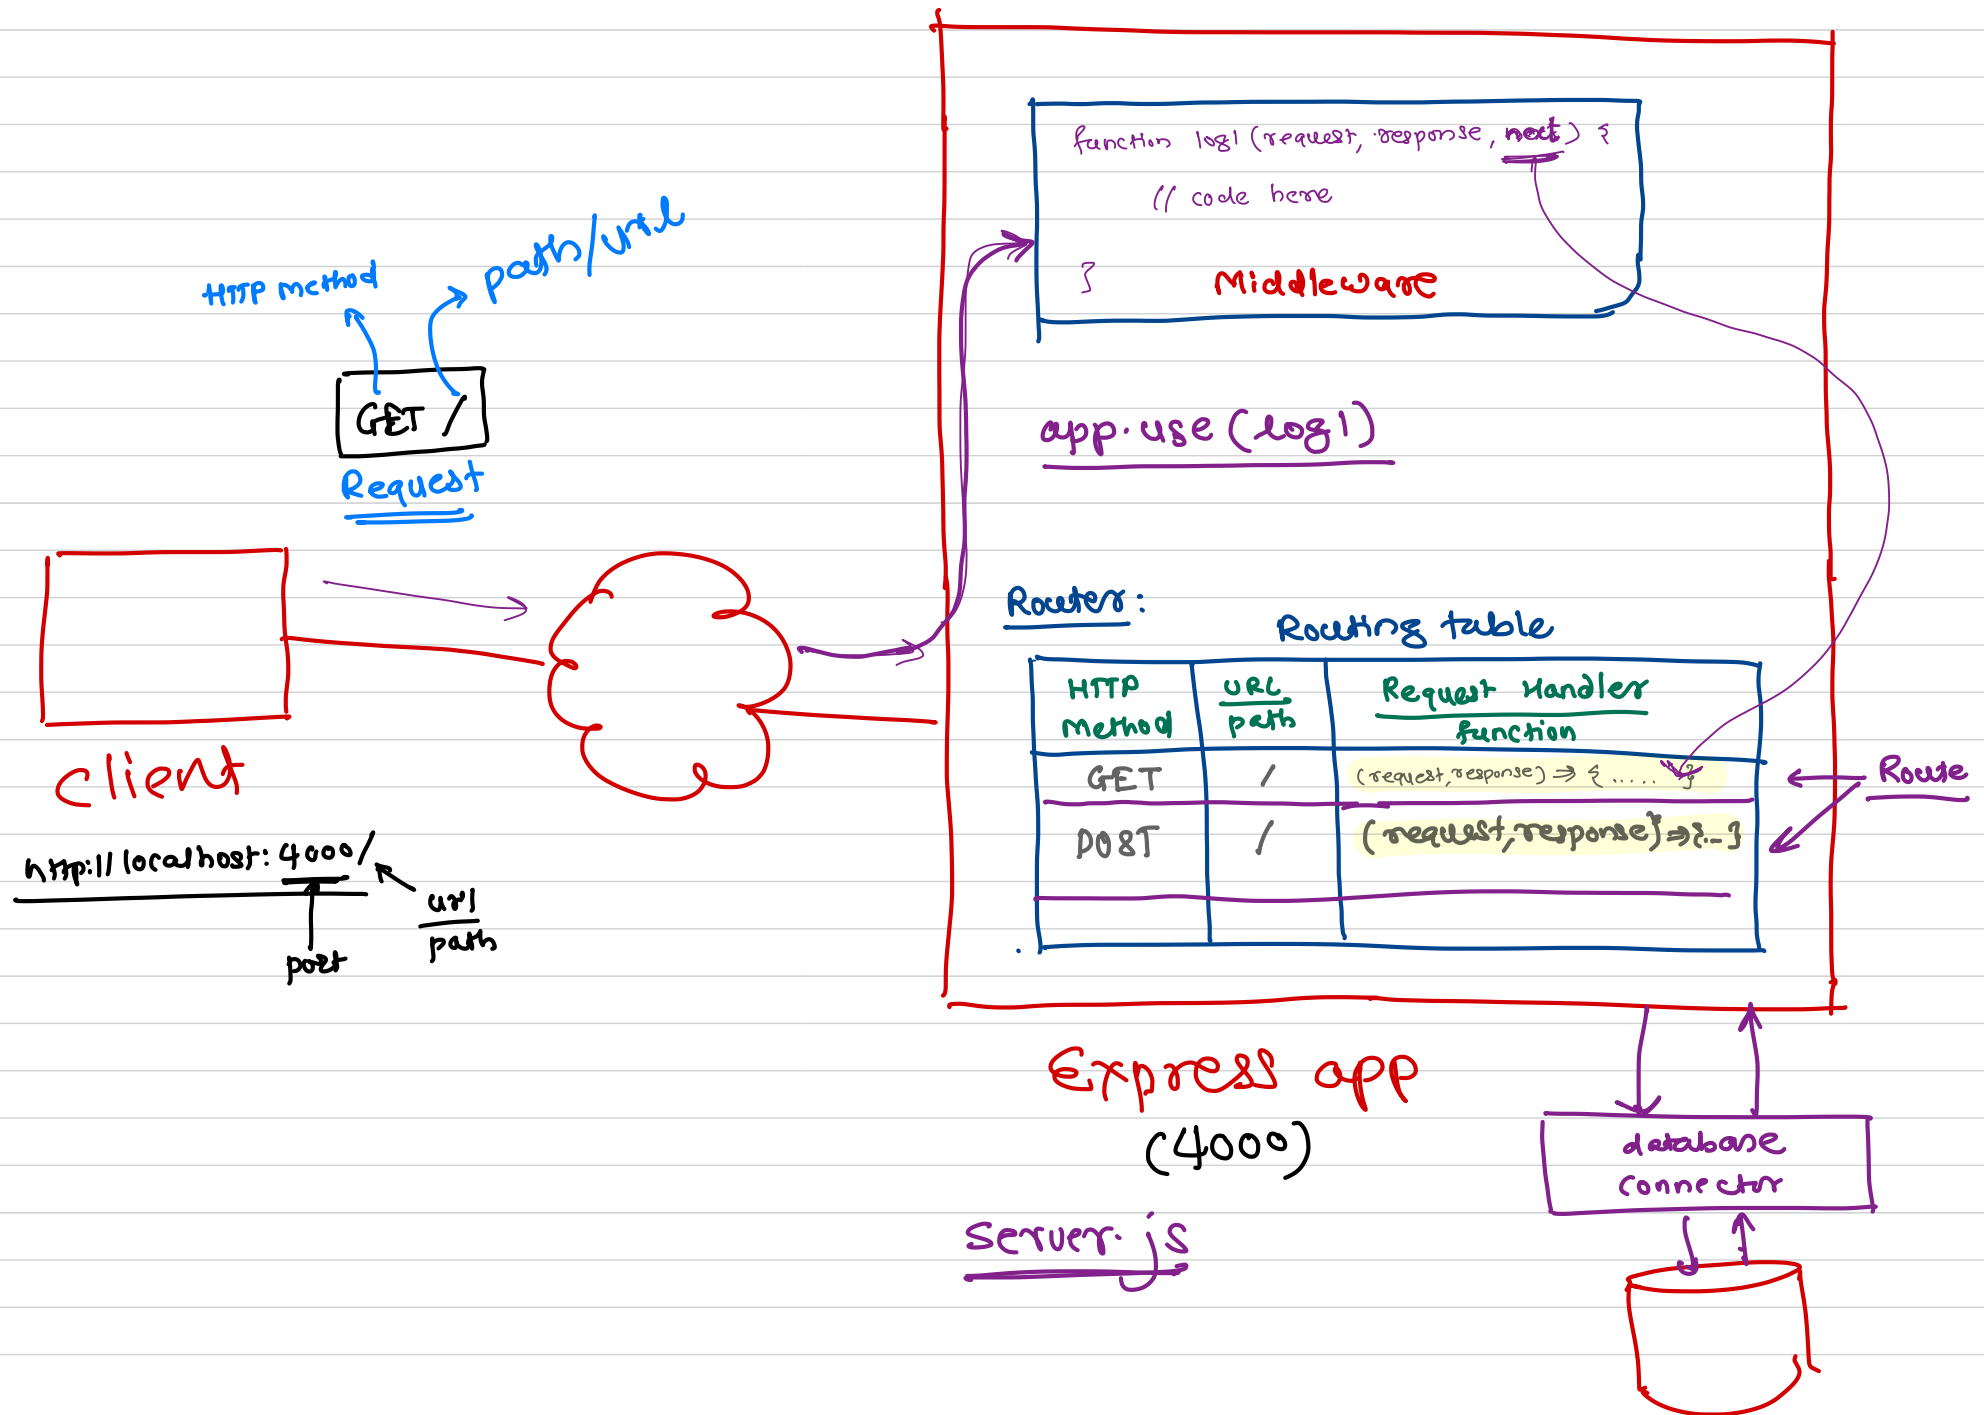 function log1 (request, response, next) {
// code here
}
Middleware
HTTP Method
path/url
GET /
Request
app.use(log1)
Router:
Routing table
HTTP Method
URL path
Request Handler function
GET / (request, response) => { ..... }
POST / (request, response) => {...}
Route
client
http://localhost:4000/
port
url
path
Express app
(4000)
server.js
database
connector